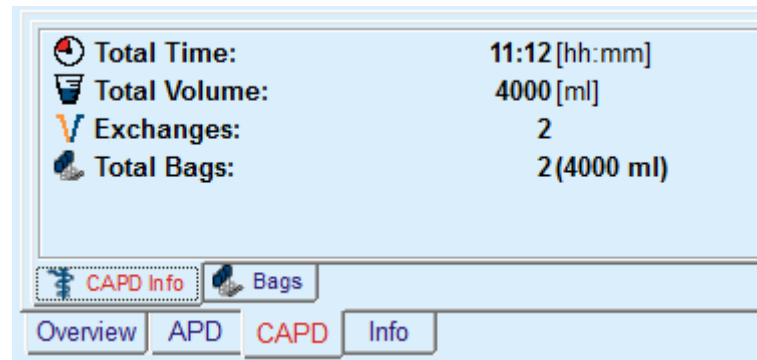 Total Time: 11:12 [hh:mm]
Total Volume: 4000 [ml]
Exchanges: 2
Total Bags: 2 (4000 ml)
CAPD Info Bags
Overview APD CAPD Info